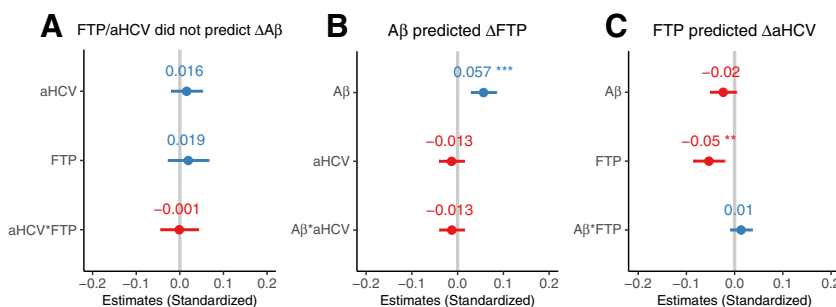 A FTP/aHCV did not predict ΔAβ
aHCV
FTP
aHCV*FTP
0.016
0.019
−0.001
−0.2 −0.1 0.0 0.1 0.2
Estimates (Standardized)
B Aβ predicted ΔFTP
Aβ
aHCV
Aβ*aHCV
0.057 ***
−0.013
−0.013
−0.2 −0.1 0.0 0.1 0.2
Estimates (Standardized)
C FTP predicted ΔaHCV
Aβ
FTP
Aβ*FTP
−0.02
−0.05 **
0.01
−0.2 −0.1 0.0 0.1 0.2
Estimates (Standardized)